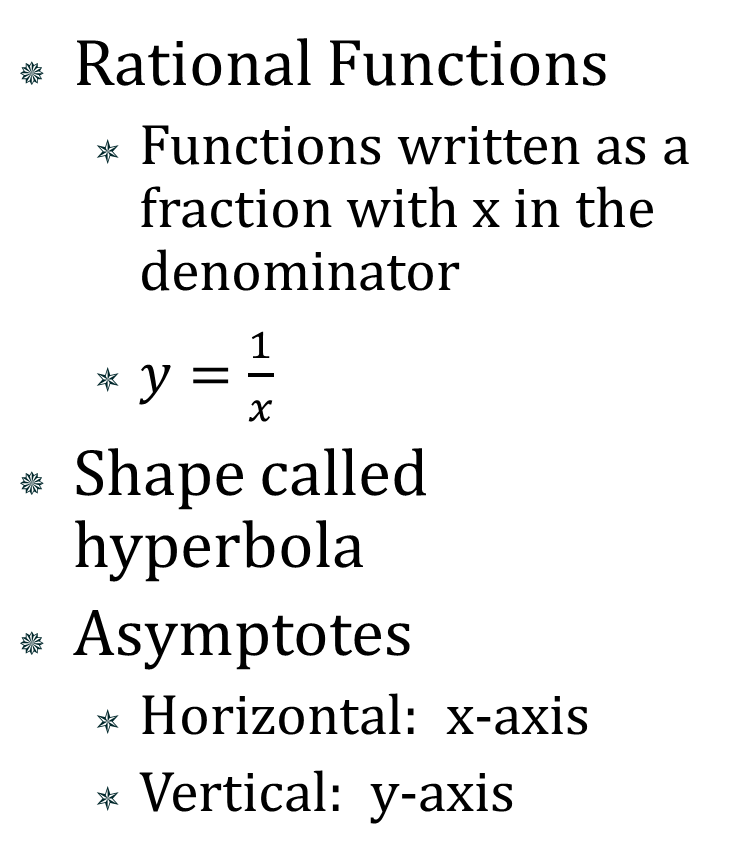 Rational Functions
Functions written as a
fraction with x in the
denominator
y = 1/x
Shape called
hyperbola
Asymptotes
Horizontal: x-axis
Vertical: y-axis